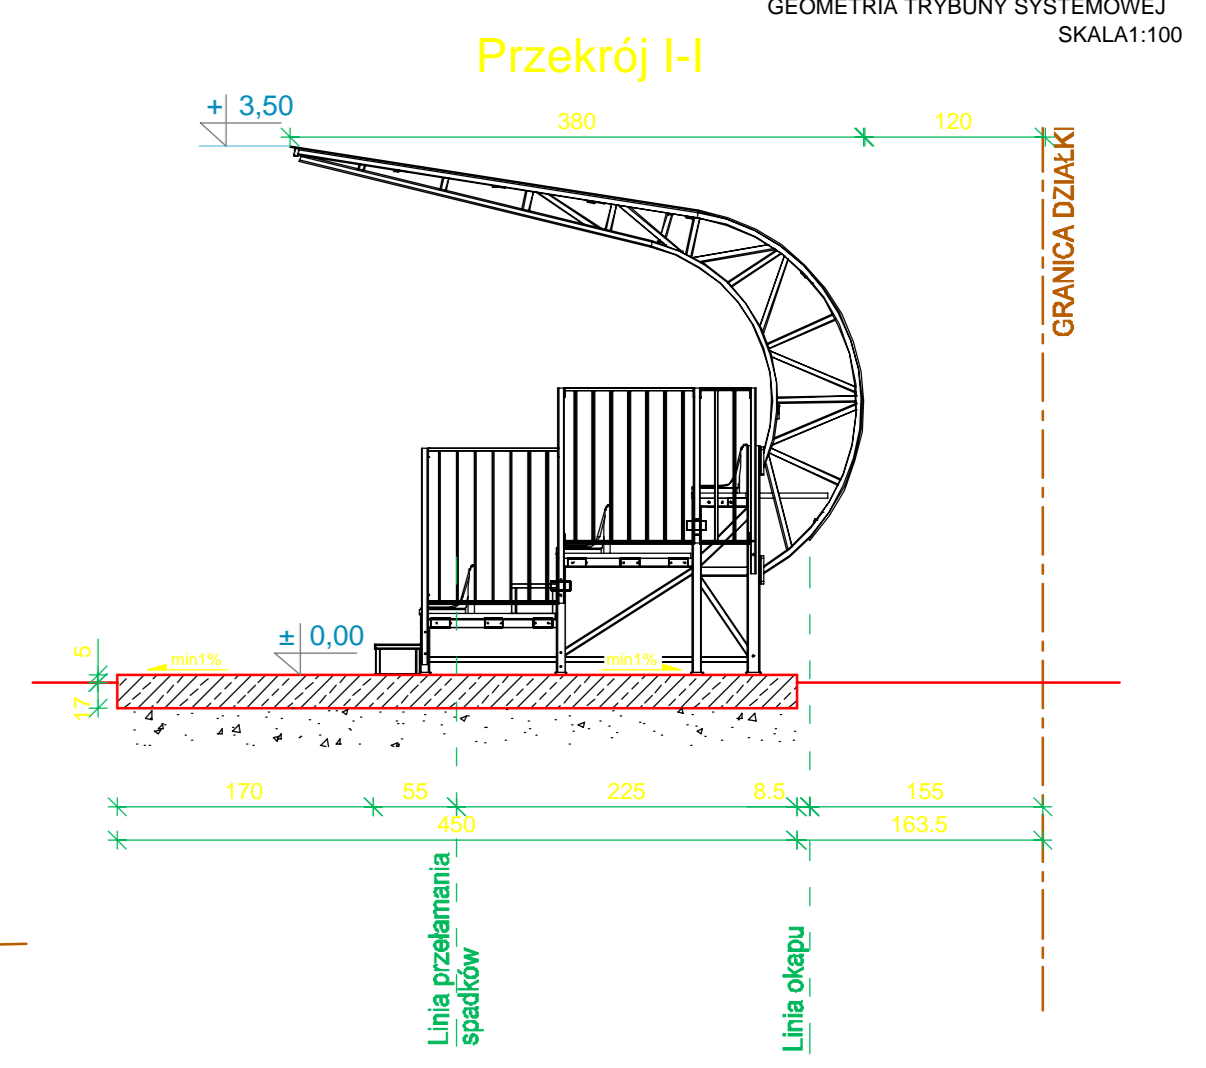 GEOMETRIA TRYBUNY SYSTEMOWEJ
SKALA1:100
Przekrój I-I
+ 3,50
380
120
GRANICA DZIAŁKI
± 0,00
5
17
min1%
min1%
170
55
225
8.5
155
450
163.5
Linia przełamania
spadków
Linia okapu